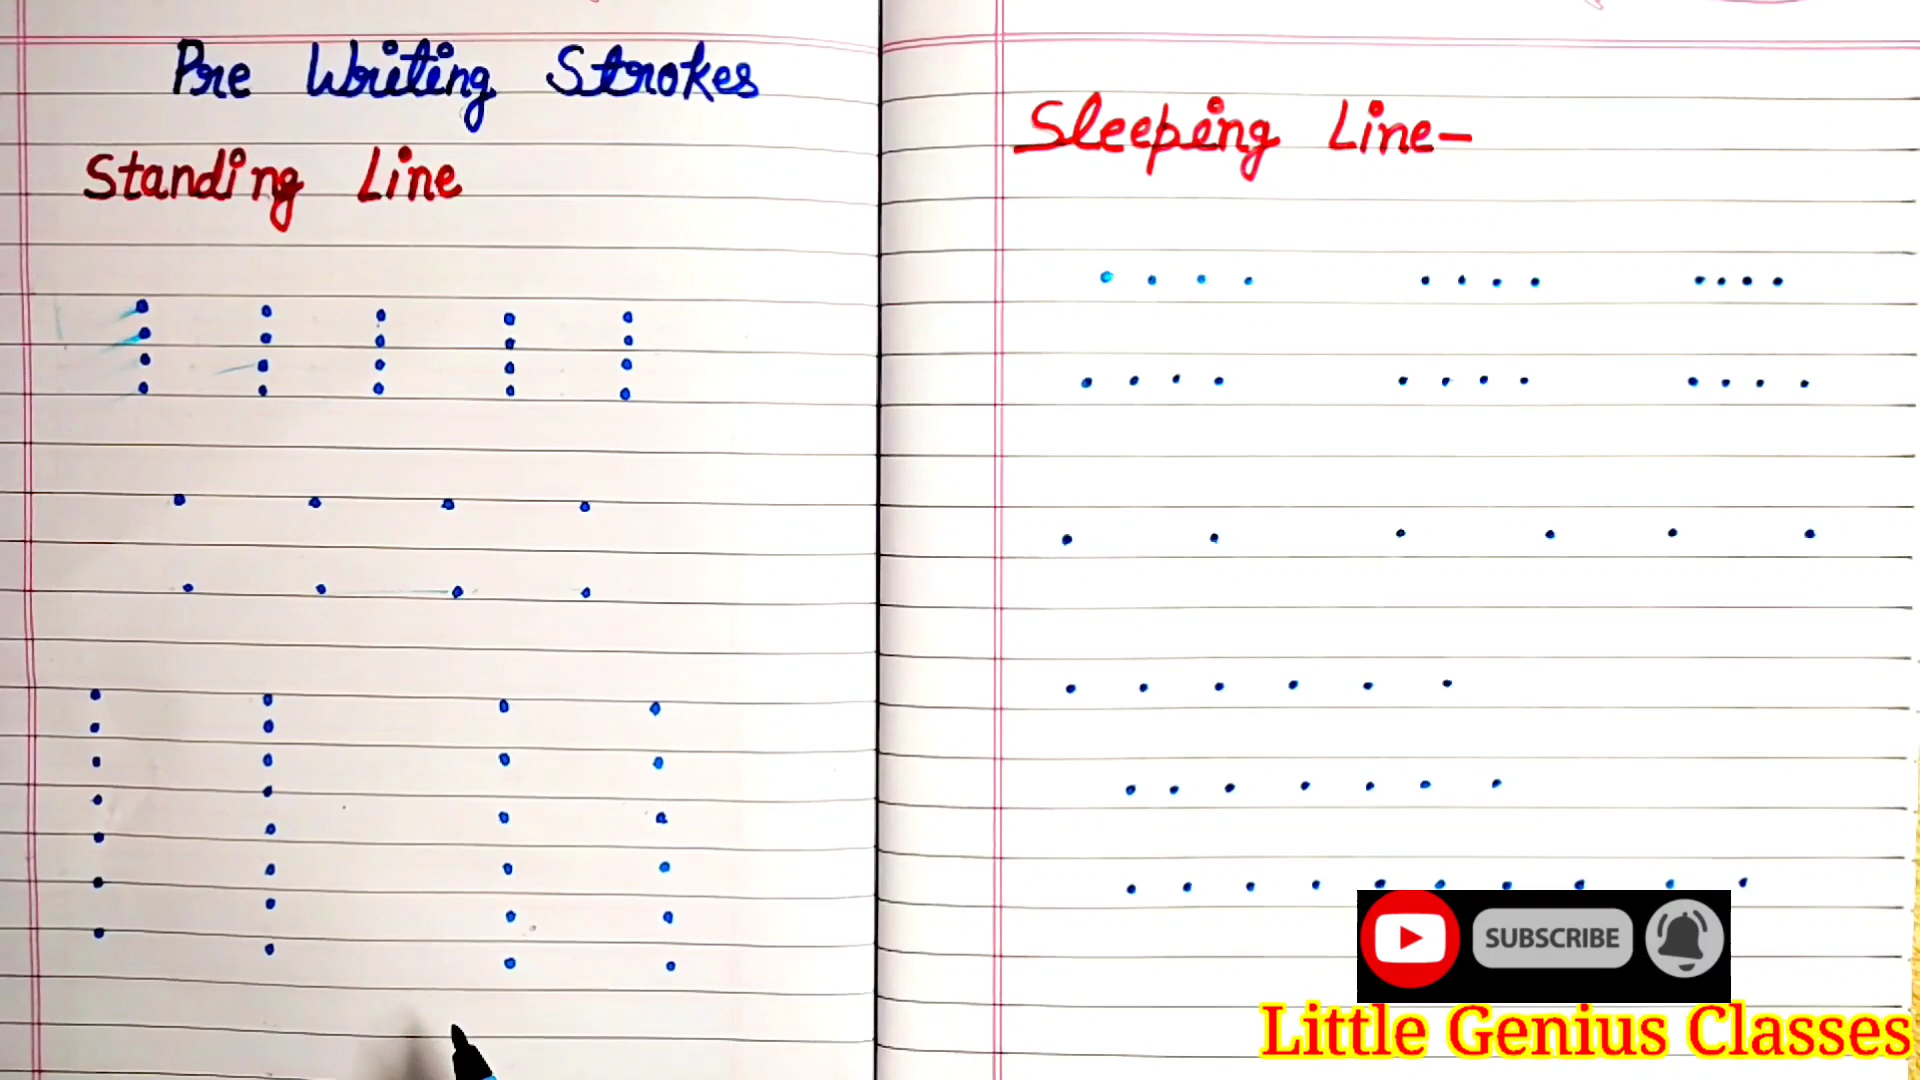 Pre Writing Strokes
Standing Line
Sleeping Line-
SUBSCRIBE
Little Genius Classes